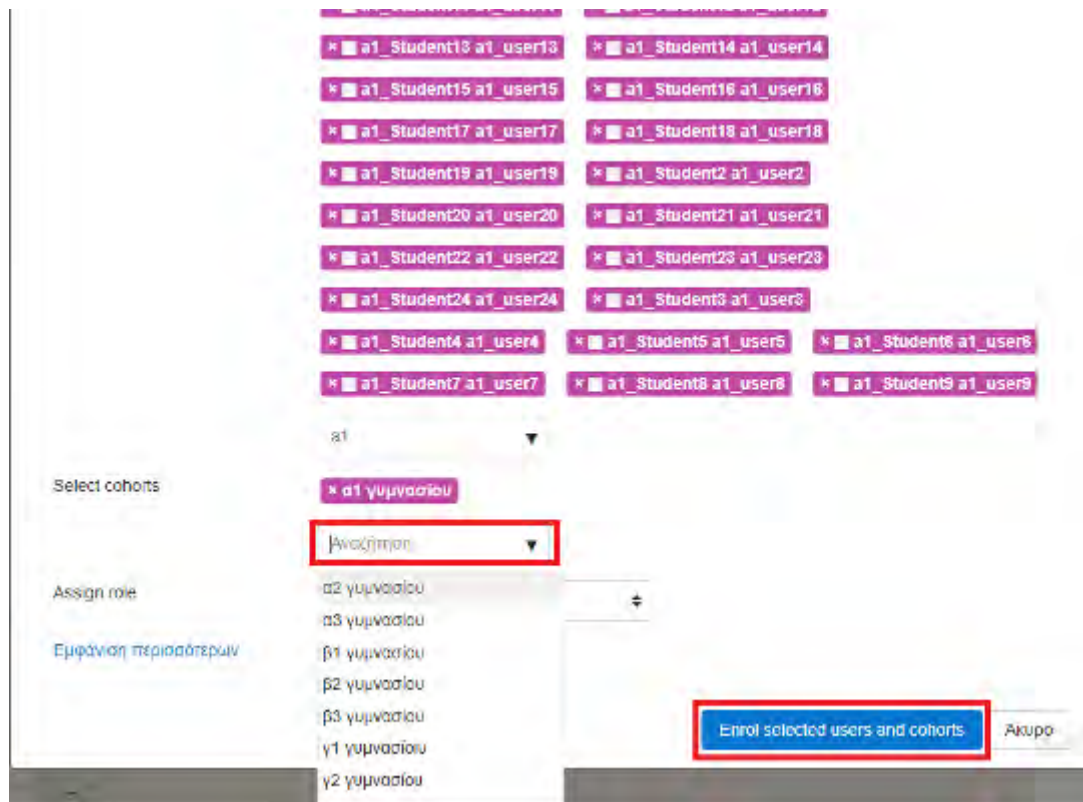 × a1_Student13 a1_user13 × a1_Student14 a1_user14
× a1_Student15 a1_user15 × a1_Student16 a1_user16
× a1_Student17 a1_user17 × a1_Student18 a1_user18
× a1_Student19 a1_user19 × a1_Student2 a1_user2
× a1_Student20 a1_user20 × a1_Student21 a1_user21
× a1_Student22 a1_user22 × a1_Student23 a1_user23
× a1_Student24 a1_user24 × a1_Student3 a1_user3
× a1_Student4 a1_user4 × a1_Student5 a1_user5 × a1_Student6 a1_user6
× a1_Student7 a1_user7 × a1_Student8 a1_user8 × a1_Student9 a1_user9
a1 ▼
Select cohorts × α1 γυμνασίου
Αναζήτηση ▼
Assign role
α2 γυμνασίου
α3 γυμνασίου
Εμφάνιση περισσότερων
β1 γυμνασίου
β2 γυμνασίου
β3 γυμνασίου
γ1 γυμνασίου
γ2 γυμνασίου
Enrol selected users and cohorts Άκυρο